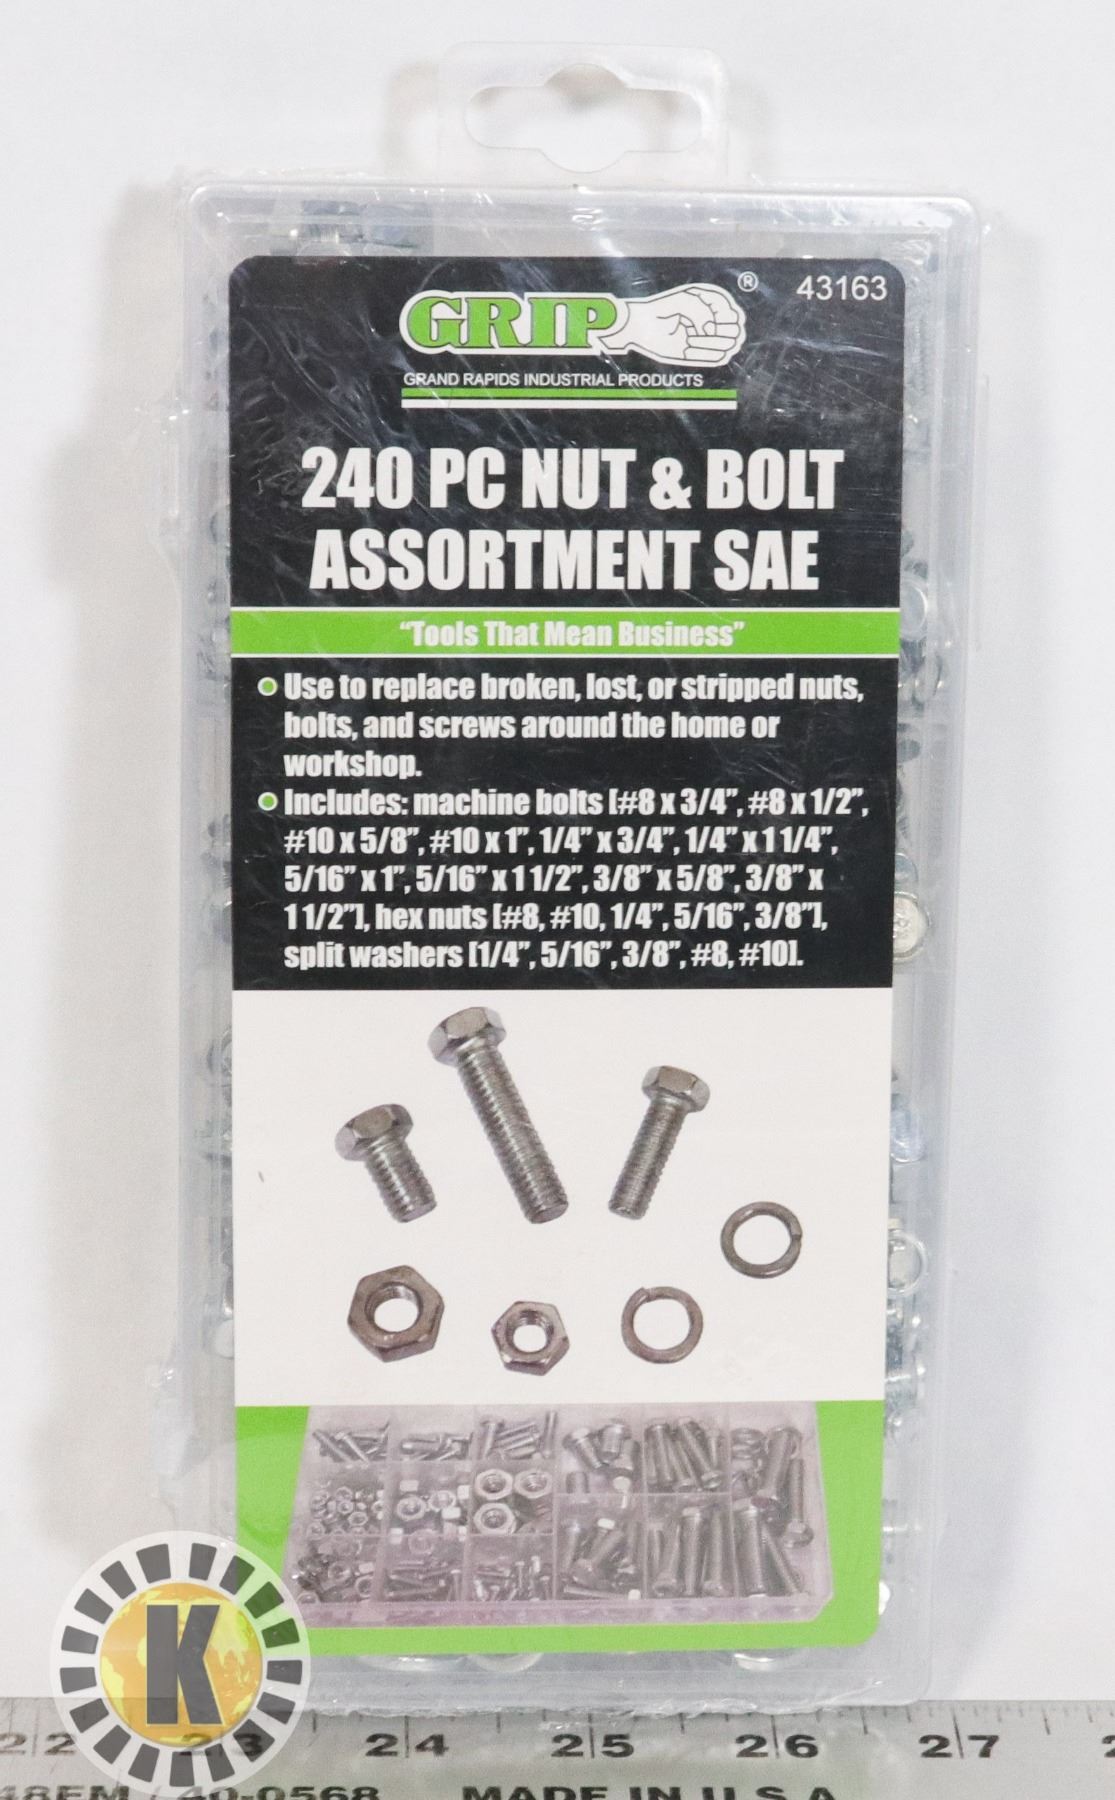 GRIP®
43163
GRAND RAPIDS INDUSTRIAL PRODUCTS
240 PC NUT & BOLT
ASSORTMENT SAE
"Tools That Mean Business"
Use to replace broken, lost, or stripped nuts,
bolts, and screws around the home or
workshop.
Includes: machine bolts [#8 x 3/4", #8 x 1/2",
#10 x 5/8", #10 x 1", 1/4" x 3/4", 1/4" x 1 1/4",
5/16" x 1", 5/16" x 1 1/2", 3/8" x 5/8", 3/8" x
1 1/2"], hex nuts [#8, #10, 1/4", 5/16", 3/8"],
split washers [1/4", 5/16", 3/8", #8, #10].
K
22 23 24 25 26 27
48EM / 40-0568 MADE IN U S A